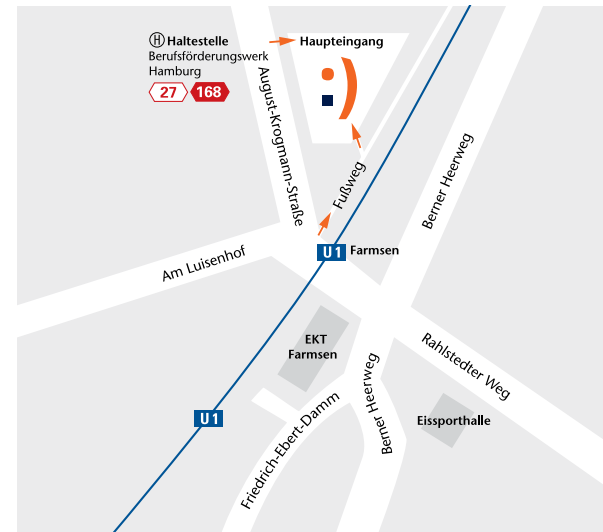 Ⓗ Haltestelle
Berufsförderungswerk
Hamburg
27 168
Haupteingang
August-Krogmann-Straße
Fußweg
Berner Heerweg
Am Luisenhof
U1 Farmsen
EKT
Farmsen
Rahlstedter Weg
Berner Heerweg
Eissporthalle
U1
Friedrich-Ebert-Damm